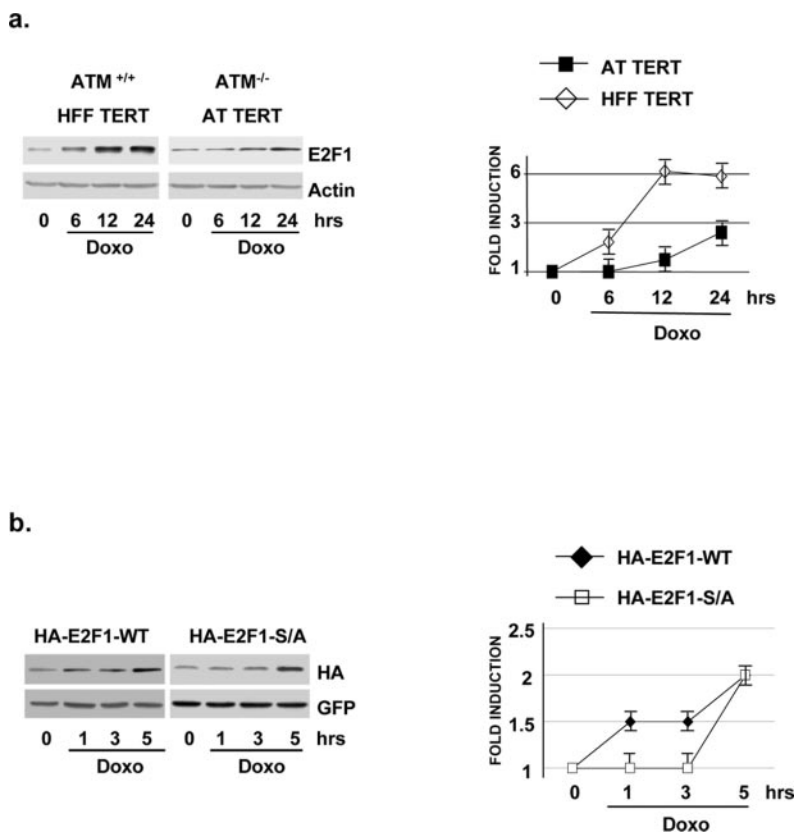 a.
ATM +/+ ATM-/-
HFF TERT AT TERT
E2F1
Actin
0 6 12 24 0 6 12 24 hrs
Doxo Doxo
AT TERT
HFF TERT
FOLD INDUCTION
6
3
1
0 6 12 24 hrs
Doxo
b.
HA-E2F1-WT HA-E2F1-S/A
HA
GFP
0 1 3 5 0 1 3 5 hrs
Doxo Doxo
HA-E2F1-WT
HA-E2F1-S/A
FOLD INDUCTION
2.5
2
1.5
1
0 1 3 5 hrs
Doxo